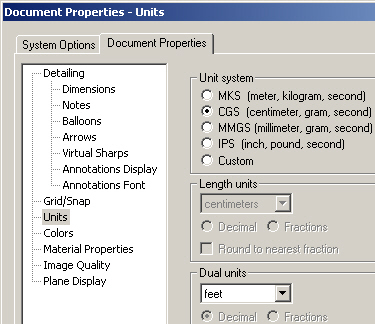 Document Properties - Units
System Options
Document Properties
Detailing
Dimensions
Notes
Balloons
Arrows
Virtual Sharps
Annotations Display
Annotations Font
Grid/Snap
Units
Colors
Material Properties
Image Quality
Plane Display
Unit system
MKS (meter, kilogram, second)
CGS (centimeter, gram, second)
MMGS (millimeter, gram, second)
IPS (inch, pound, second)
Custom
Length units
centimeters
Decimal Fractions
Round to nearest fraction
Dual units
feet
Decimal Fractions